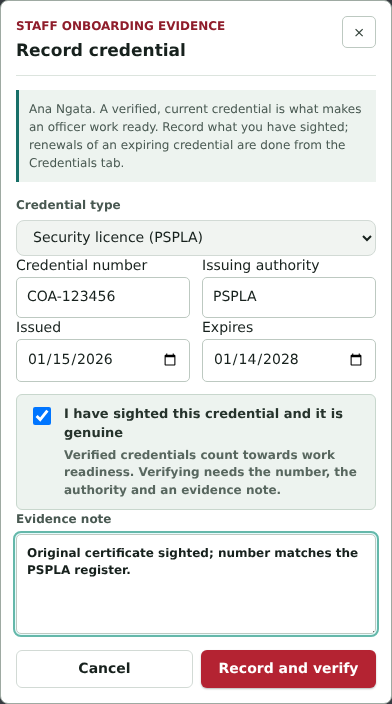 STAFF ONBOARDING EVIDENCE
Record credential
×
Ana Ngata. A verified, current credential is what makes
an officer work ready. Record what you have sighted;
renewals of an expiring credential are done from the
Credentials tab.
Credential type
Security licence (PSPLA)
Credential number
Issuing authority
COA-123456
PSPLA
Issued
Expires
01/15/2026
01/14/2028
I have sighted this credential and it is
genuine
Verified credentials count towards work
readiness. Verifying needs the number, the
authority and an evidence note.
Evidence note
Original certificate sighted; number matches the
PSPLA register.
Cancel
Record and verify